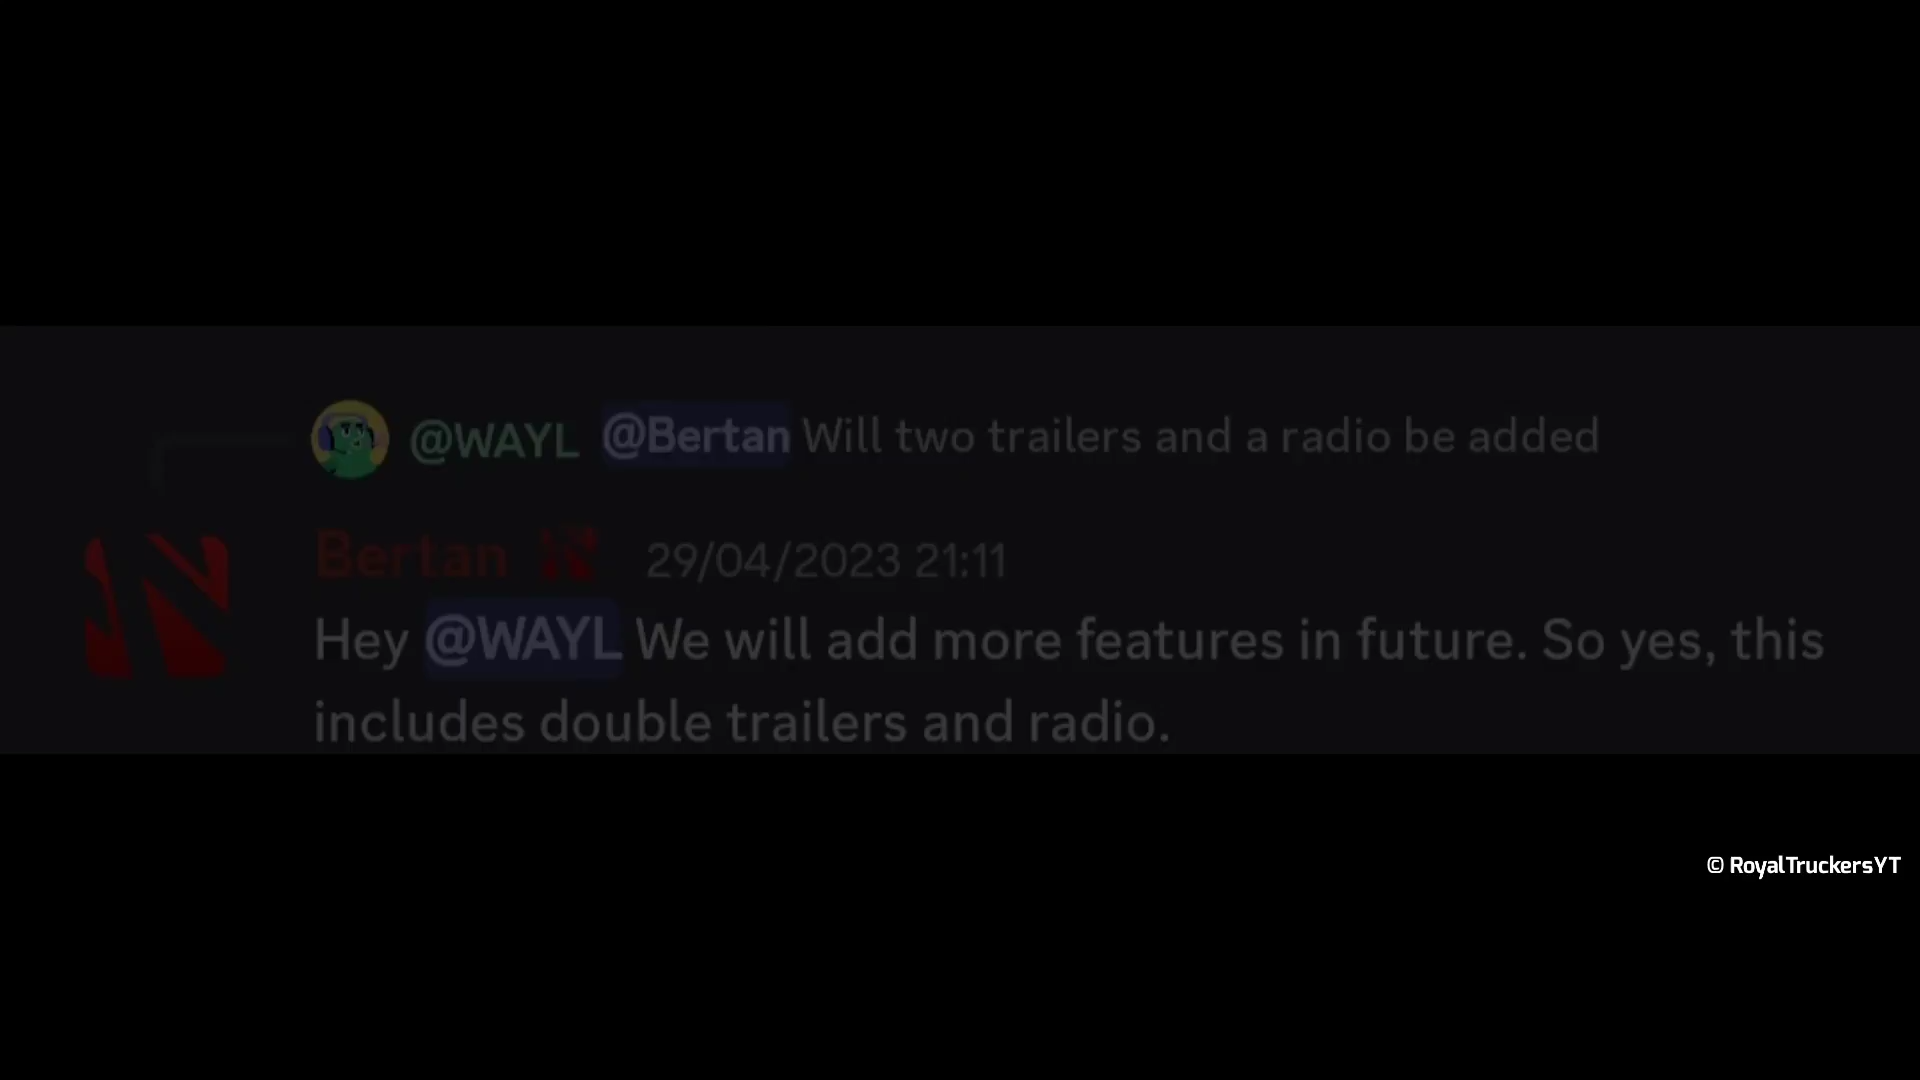 @WAYL @Bertan Will two trailers and a radio be added
Bertan 29/04/2023 21:11
Hey @WAYL We will add more features in future. So yes, this
includes double trailers and radio.
© RoyalTruckersYT